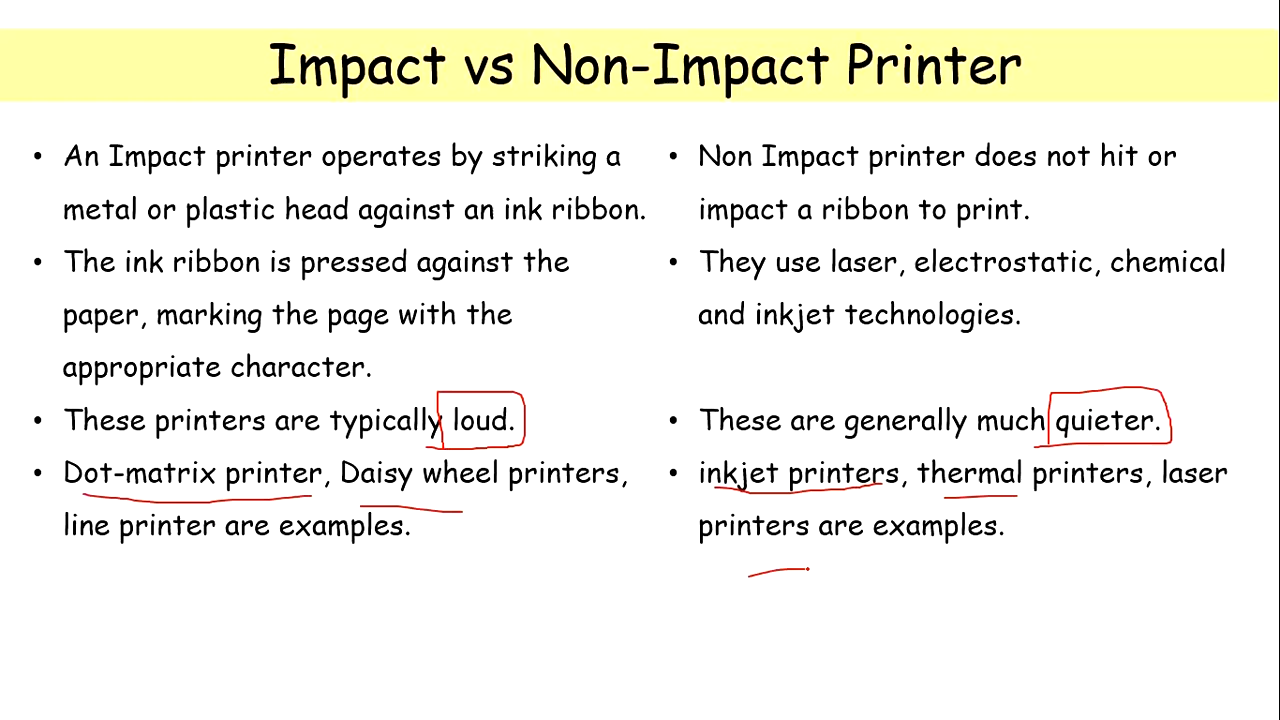 Impact vs Non-Impact Printer
• An Impact printer operates by striking a
metal or plastic head against an ink ribbon.
• The ink ribbon is pressed against the
paper, marking the page with the
appropriate character.
• These printers are typically loud.
• Dot-matrix printer, Daisy wheel printers,
line printer are examples.
• Non Impact printer does not hit or
impact a ribbon to print.
• They use laser, electrostatic, chemical
and inkjet technologies.
• These are generally much quieter.
• inkjet printers, thermal printers, laser
printers are examples.